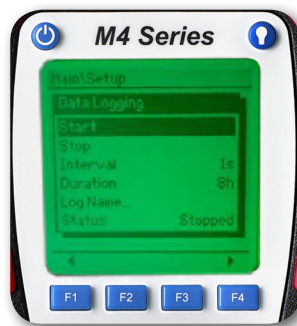 M4 Series
Main\Setup
Data Logging
Start
Stop
Interval 1s
Duration 8h
Log Name...
Status Stopped
F1 F2 F3 F4